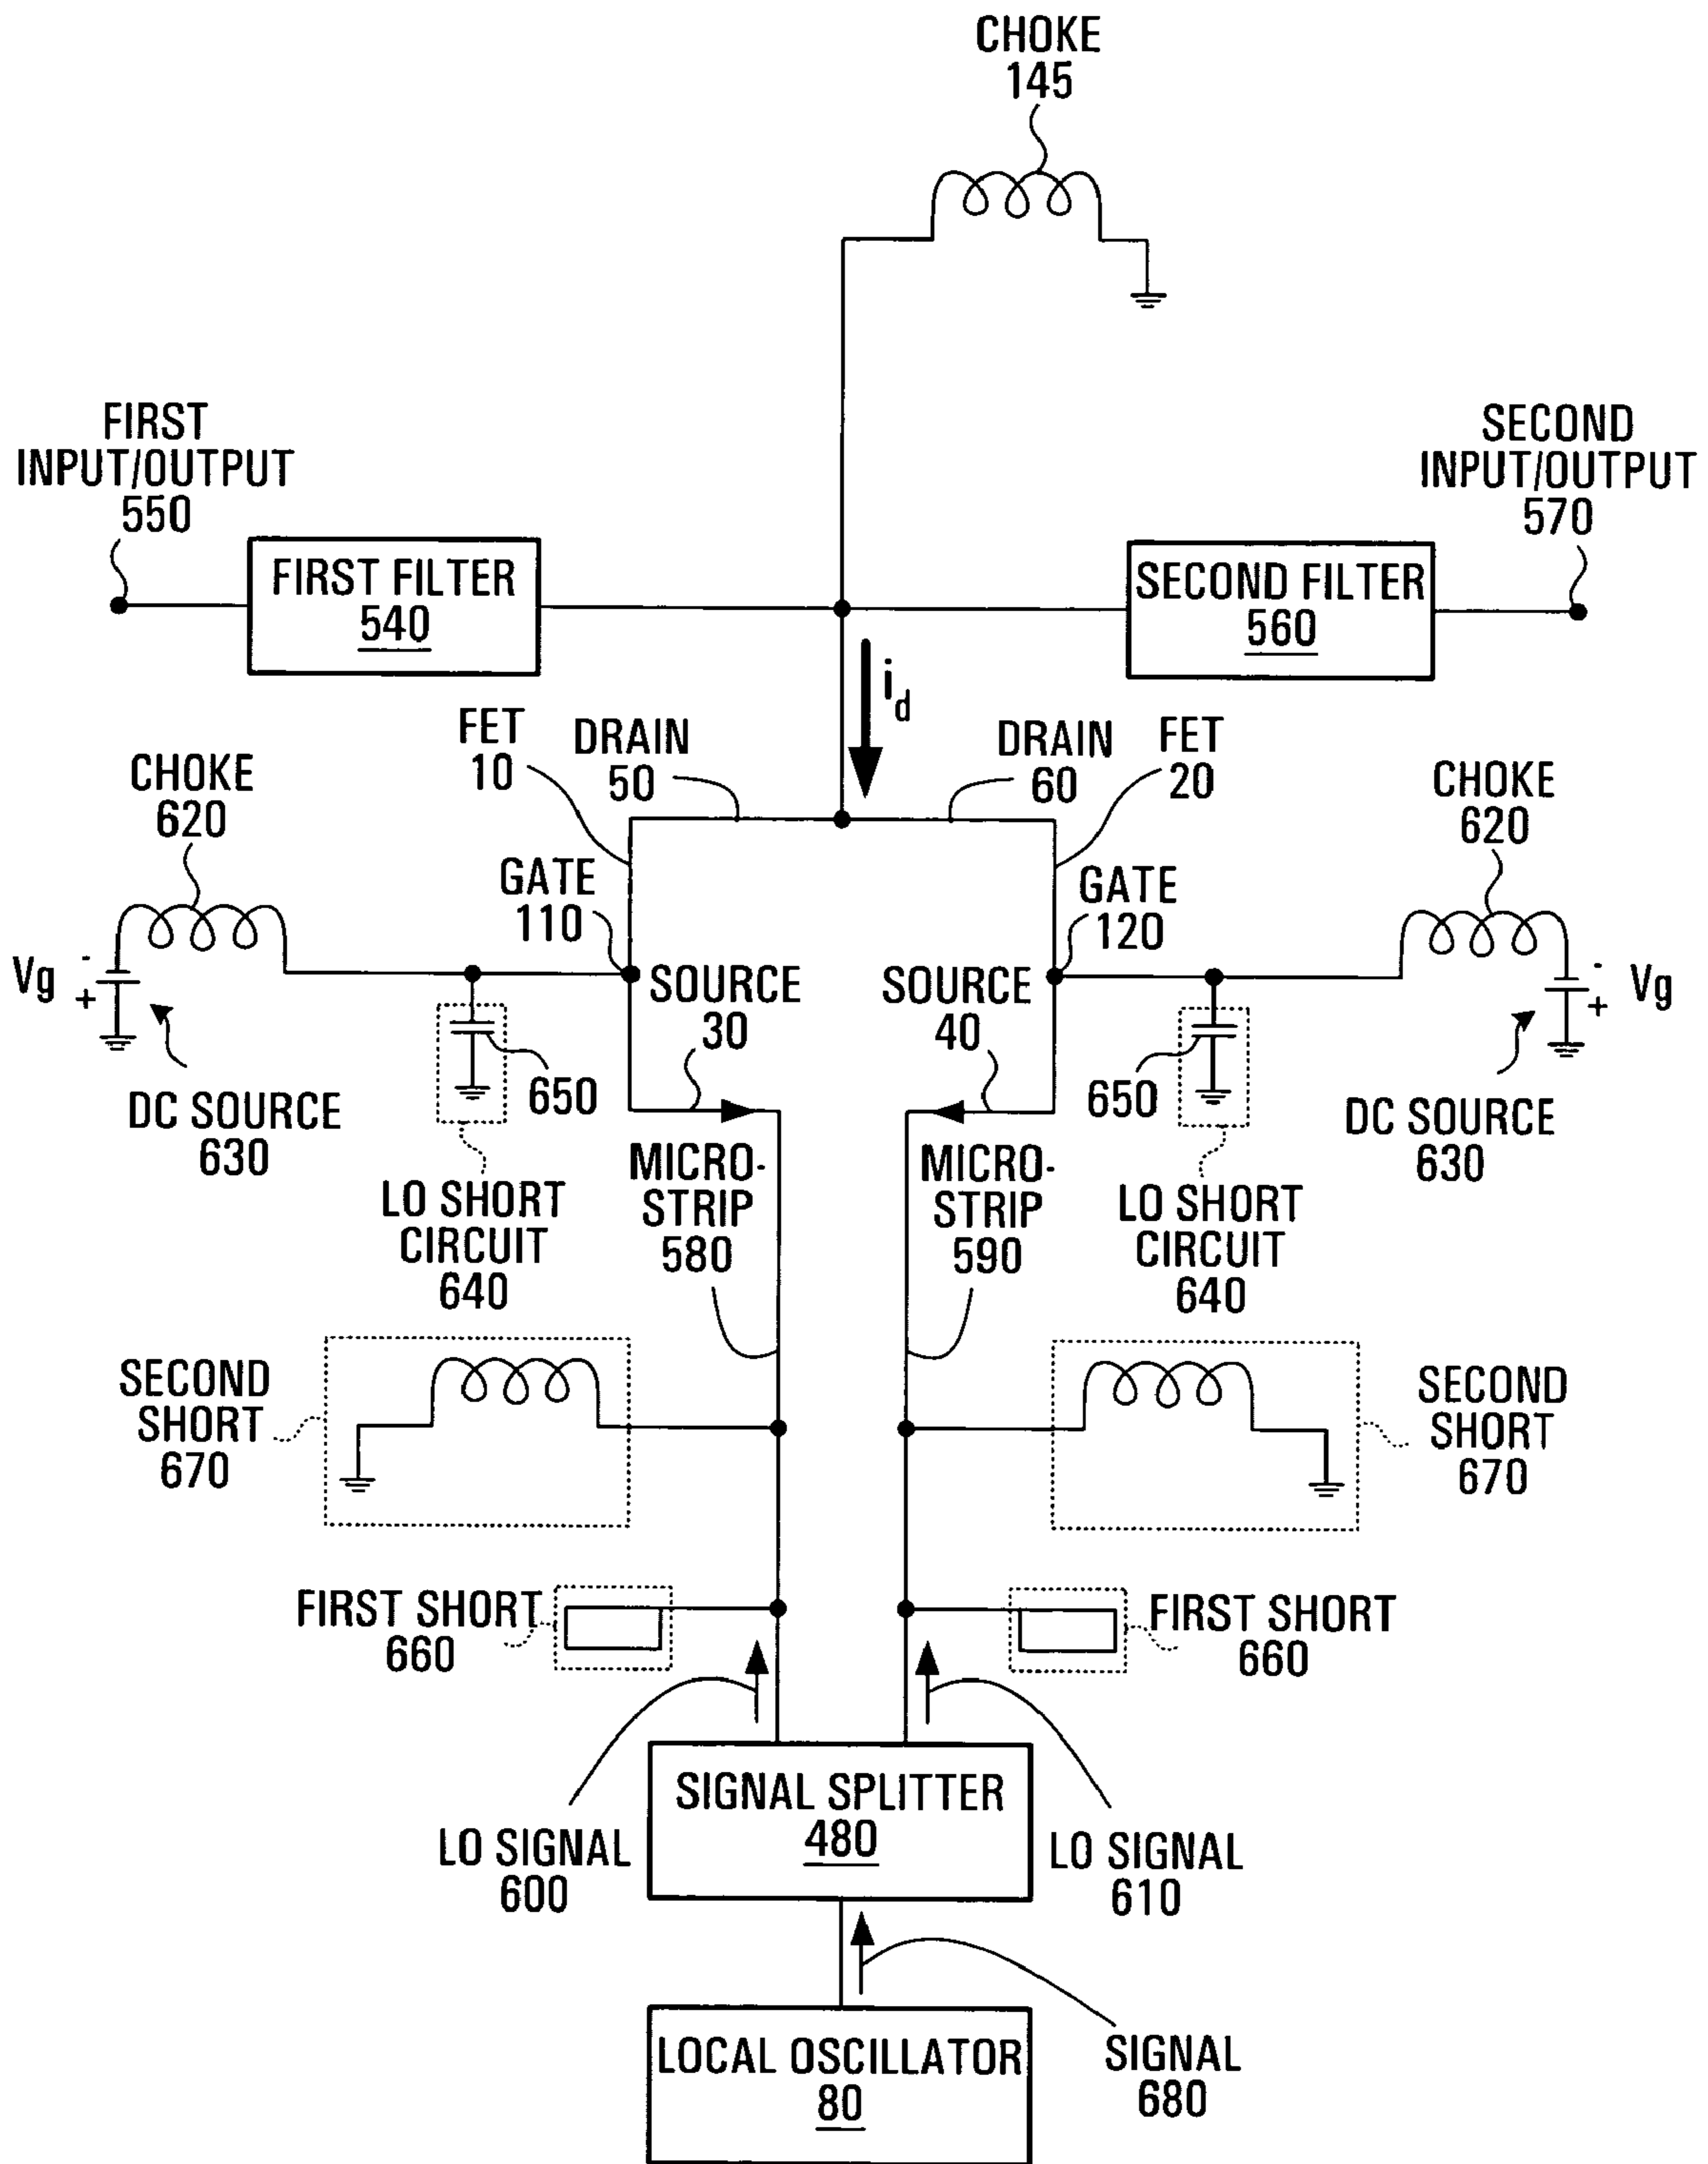 CHOKE
145
FIRST
INPUT/OUTPUT
550
SECOND
INPUT/OUTPUT
570
FIRST FILTER
540
SECOND FILTER
560
id
FET
10
DRAIN
50
DRAIN
60
FET
20
CHOKE
620
CHOKE
620
GATE
110
GATE
120
Vg
-
+
SOURCE
30
SOURCE
40
-
+
Vg
DC SOURCE
630
650
650
DC SOURCE
630
LO SHORT
CIRCUIT
640
MICRO-
STRIP
580
MICRO-
STRIP
590
LO SHORT
CIRCUIT
640
SECOND
SHORT
670
SECOND
SHORT
670
FIRST SHORT
660
FIRST SHORT
660
LO SIGNAL
600
SIGNAL SPLITTER
480
LO SIGNAL
610
LOCAL OSCILLATOR
80
SIGNAL
680